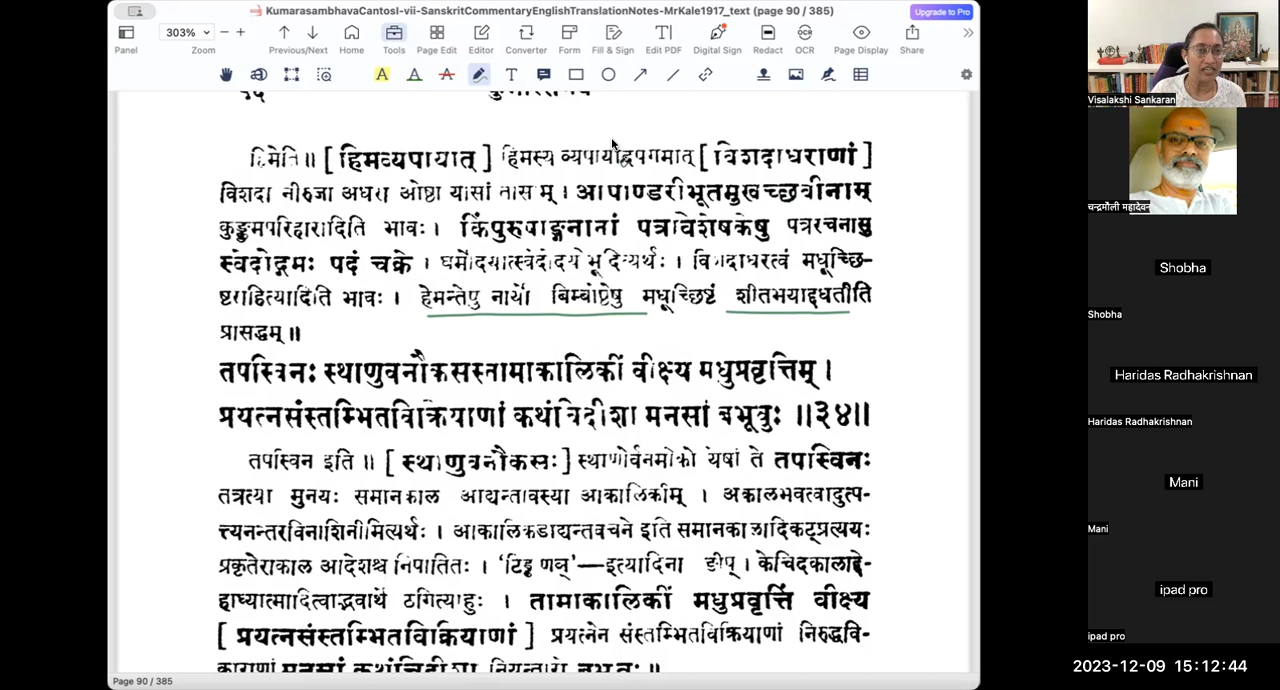 KumarasambhavaCantosI-vii-SanskritCommentaryEnglishTranslationNotes-MrKale1917_text (page 90 / 385)
Upgrade to Pro
303%
Panel Zoom Previous/Next Home Tools Page Edit Editor Converter Form Fill & Sign Edit PDF Digital Sign Redact OCR Page Display Share
हिमेति॥ [ हिमव्यपायात् ] हिमस्य व्यपायाद्धपगमात् [ विशदाधराणां ]
विशदा नीरुजा अधरा ओष्ठा यासां तासाम् । आपाण्डरीभूतमुखच्छवीनाम्
कुङ्कुमपरिहारादिति भावः । किंपुरुषाङ्गनानां पत्रविशेषकेषु पत्ररचनासु
स्वेदोद्गमः पदं चक्रे । घर्मोदयात्स्वेदोदयो भूदित्यर्थः । विशदाधरत्वं मधूच्छि-
ष्टराहित्यादिति भावः । हेमन्तेषु नार्यो बिम्बोष्ठेषु मधूच्छिष्टं शीतभयाद्दधतीति
प्रसिद्धम् ॥
तपस्विनः स्थाणुवनौकसस्तामाकालिकीं वीक्ष्य मधुप्रवृत्तिम् ।
प्रयत्नसंस्तम्भितविक्रियाणां कथंचिदीशा मनसां बभूवुः ॥३४॥
तपस्विन इति ॥ [ स्थाणुवनौकसः ] स्थाणोर्वनमोको येषां ते तपस्विनः
तत्रत्या मुनयः समानकाल आद्यन्तावस्या आकालिकीम् । अकालभवत्वादुत्प-
त्त्यनन्तरविनाशिनीमित्यर्थः । आकालिकडाद्यन्तवचने इति समानकालादिकट्प्रत्ययः
प्रकृतेराकाल आदेशश्च निपातितः । 'टिड्ढाणञ्'—इत्यादिना ङीप् । केचिदकालादे-
हाध्यात्मादित्वाद्भवार्थे ठगित्याहुः । तामाकालिकीं मधुप्रवृत्तिं वीक्ष्य
[ प्रयत्नसंस्तम्भितविक्रियाणां ] प्रयत्नेन संस्तम्भितविक्रियाणां निरुद्धवि-
काराणां मनसां कथंचिदीशा नियन्तारो बभूवुः ॥
Page 90 / 385
Visalakshi Sankaran
चन्द्रमौली महादेवन
Shobha
Shobha
Haridas Radhakrishnan
Haridas Radhakrishnan
Mani
Mani
ipad pro
ipad pro
2023-12-09 15:12:44